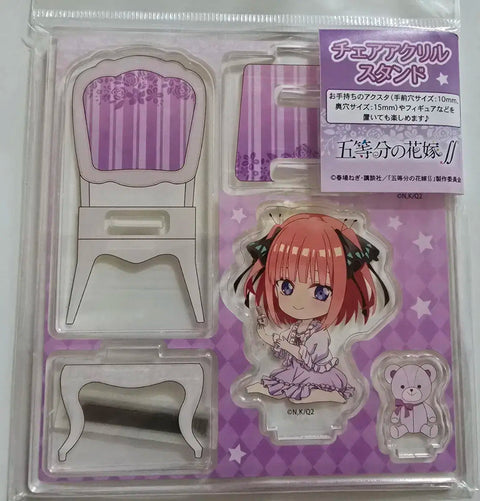 チェアアクリル
スタンド
お手持ちのアクスタ(手前穴サイズ:10mm、
奥穴サイズ:15mm)やフィギュアなどを
置いても楽しめます♪
五等分の花嫁∬
©春場ねぎ・講談社／「五等分の花嫁∬」製作委員会
©N,K/Q2
©N,K/Q2